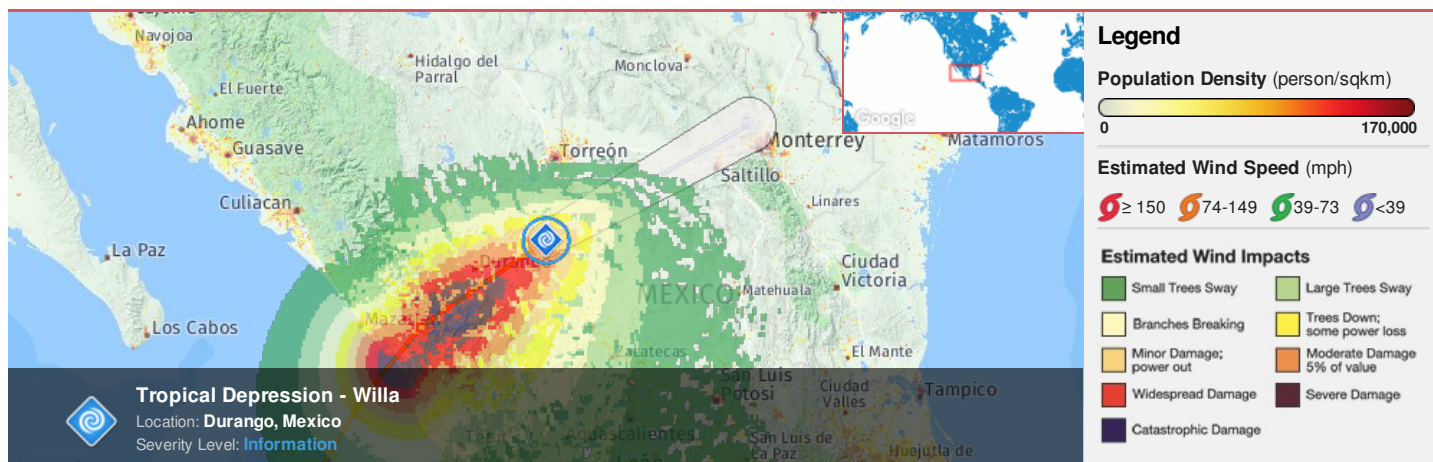 Navojoa
Hidalgo del
Parral
Monclova
El Fuerte
Ahome
Guasave
Torreón
Monterrey
Matamoros
Saltillo
Culiacan
Linares
La Paz
Durango
Ciudad
Victoria
MEXICO
Matehuala
Los Cabos
Zacatecas
El Mante
San Luis
Potosi
Ciudad
Valles
Tampico
Aguascalientes
San Luis de
La Paz
Huejutla de
Google
Tropical Depression - Willa
Location: Durango, Mexico
Severity Level: Information
Legend
Population Density (person/sqkm)
0
170,000
Estimated Wind Speed (mph)
≥ 150
74-149
39-73
<39
Estimated Wind Impacts
Small Trees Sway
Large Trees Sway
Branches Breaking
Trees Down;
some power loss
Minor Damage;
power out
Moderate Damage
5% of value
Widespread Damage
Severe Damage
Catastrophic Damage